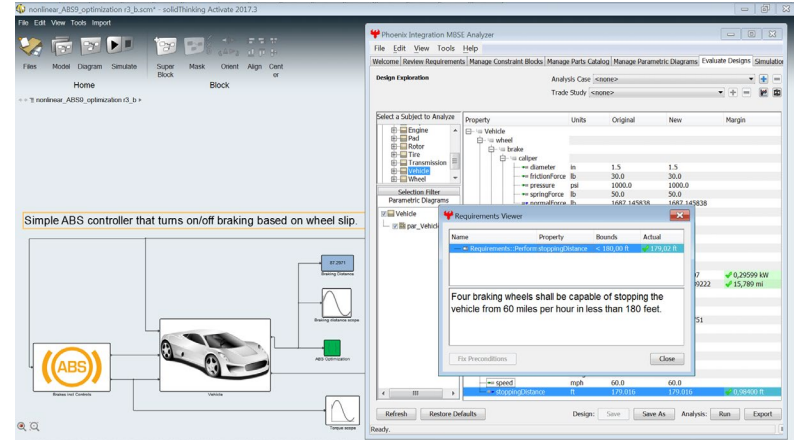 nonlinear_ABS9_optimization r3_b.scm* - solidThinking Activate 2017.3
File Edit View Tools Import
Files Model Diagram Simulate Super Block Mask Orient Align Center
Home Block
nonlinear_ABS9_optimization r3_b
Simple ABS controller that turns on/off braking based on wheel slip.
Braking Distance
Braking distance scope
ABS Optimization
(ABS)
Brakes incl Controls
Vehicle
Torque scope
Phoenix Integration MBSE Analyzer
File Edit View Tools Help
Welcome Review Requirements Manage Constraint Blocks Manage Parts Catalog Manage Parametric Diagrams Evaluate Designs Simulation
Design Exploration Analysis Case <none>
Trade Study <none>
Select a Subject to Analyze
Engine
Pad
Rotor
Tire
Transmission
Vehicle
Wheel
Selection Filter
Parametric Diagrams
Vehicle
par_Vehicl
Property Units Original New Margin
Vehicle
wheel
brake
caliper
diameter in 1.5 1.5
frictionForce lb 30.0 30.0
pressure psi 1000.0 1000.0
springForce lb 50.0 50.0
normalForce lb 1687.145838 1687.145838
07 0,29599 kW
09222 15,789 mi
751
Requirements Viewer
Name Property Bounds Actual
Requirements::Perform stoppingDistance < 180,00 ft 179,02 ft
Four braking wheels shall be capable of stopping the
vehicle from 60 miles per hour in less than 180 feet.
Fix Preconditions Close
speed mph 60.0 60.0
stoppingDistance ft 179.016 179.016 0,98400 ft
Refresh Restore Defaults Design: Save Save As Analysis: Run Export
Ready.